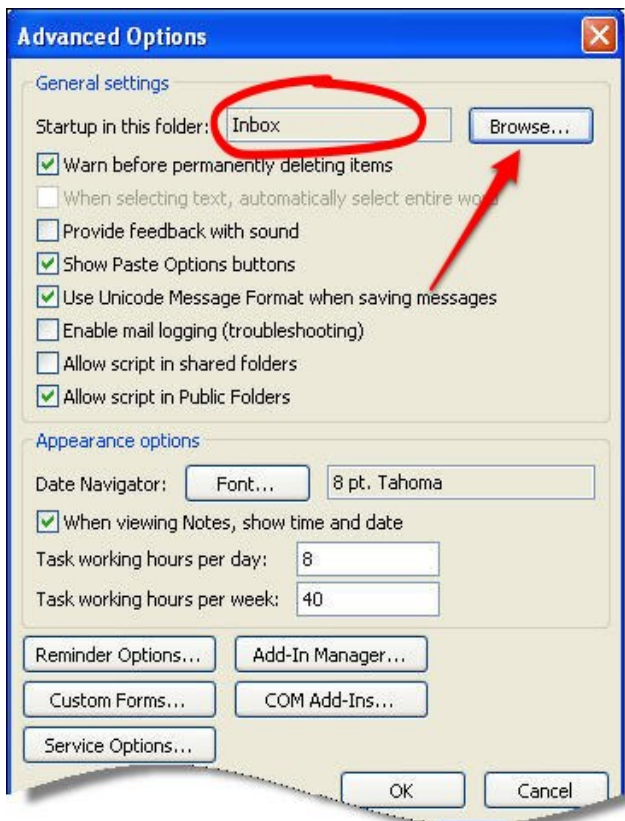 Advanced Options
General settings
Startup in this folder: Inbox Browse...
Warn before permanently deleting items
When selecting text, automatically select entire word
Provide feedback with sound
Show Paste Options buttons
Use Unicode Message Format when saving messages
Enable mail logging (troubleshooting)
Allow script in shared folders
Allow script in Public Folders
Appearance options
Date Navigator: Font... 8 pt. Tahoma
When viewing Notes, show time and date
Task working hours per day: 8
Task working hours per week: 40
Reminder Options... Add-In Manager...
Custom Forms... COM Add-Ins...
Service Options...
OK Cancel